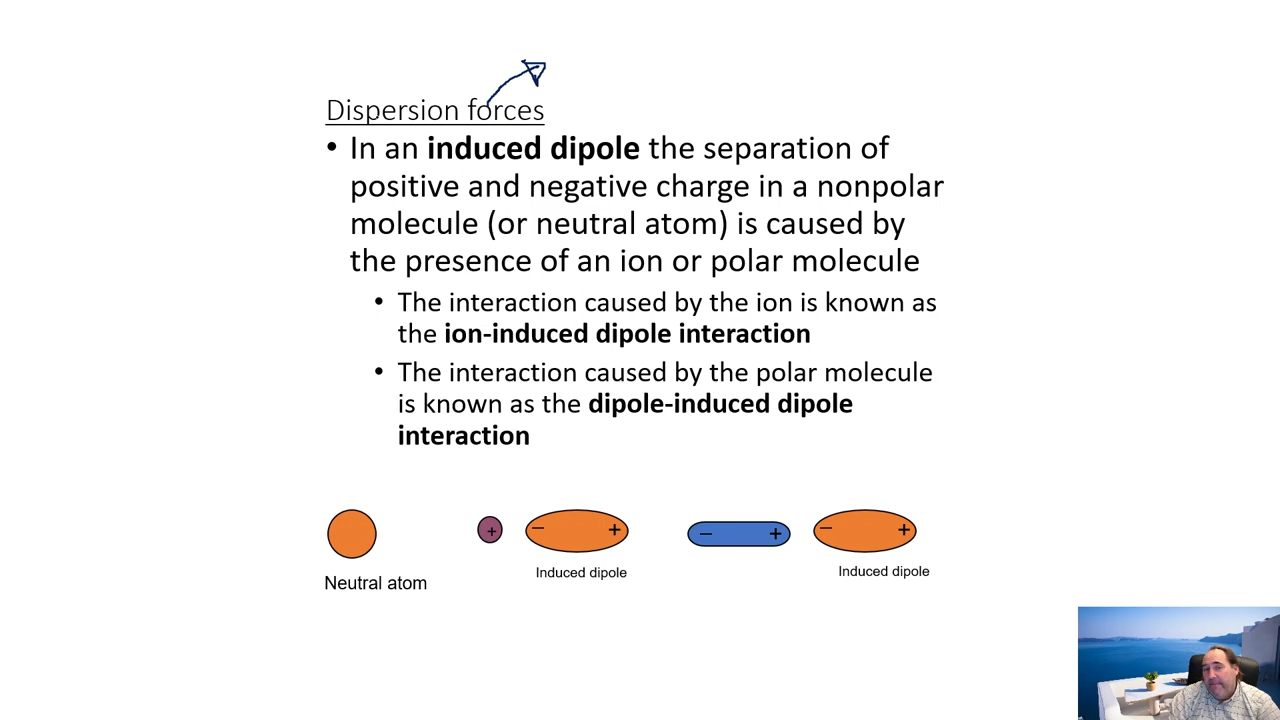 Dispersion forces
• In an induced dipole the separation of
positive and negative charge in a nonpolar
molecule (or neutral atom) is caused by
the presence of an ion or polar molecule
• The interaction caused by the ion is known as
the ion-induced dipole interaction
• The interaction caused by the polar molecule
is known as the dipole-induced dipole
interaction
+ − + − + − +
Induced dipole Induced dipole
Neutral atom